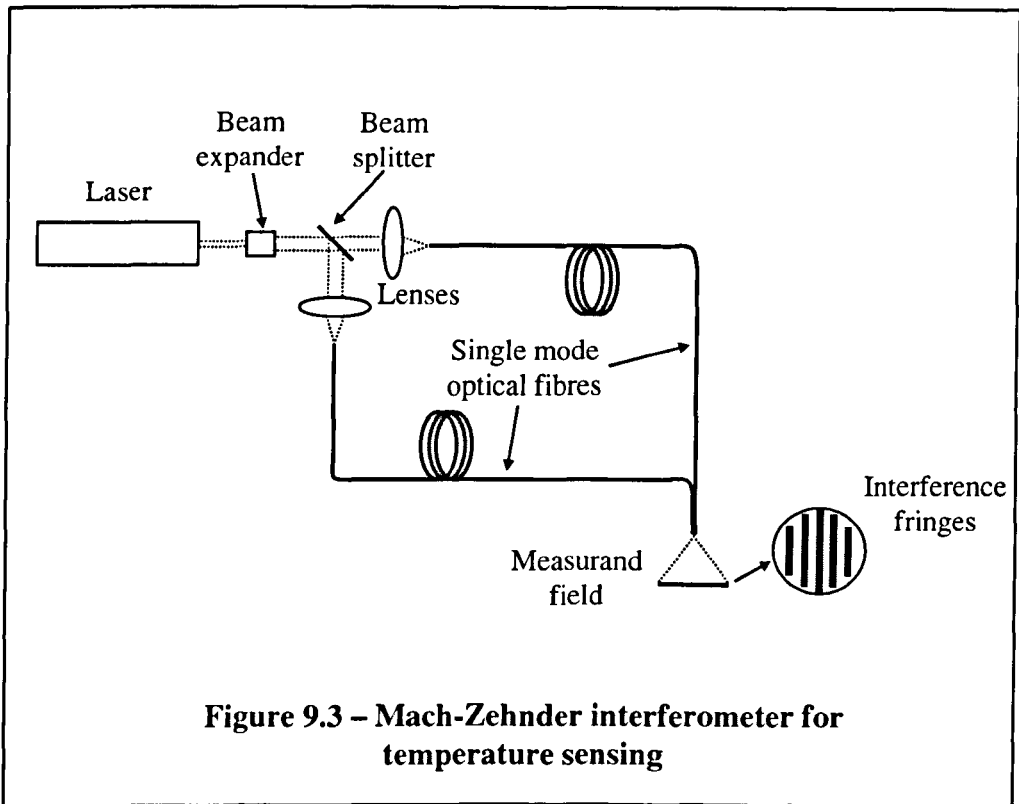 Beam
expander
Beam
splitter
Laser
Lenses
Single mode
optical fibres
Interference
fringes
Measurand
field
Figure 9.3 – Mach-Zehnder interferometer for
temperature sensing